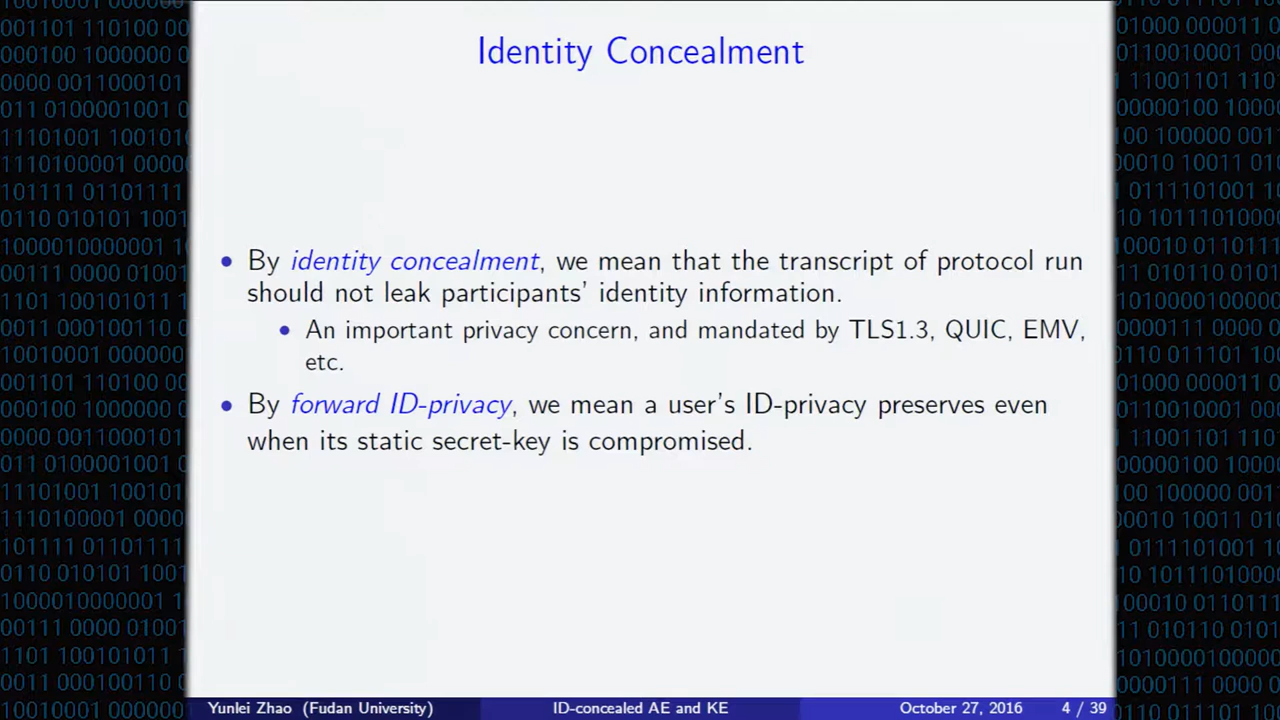 Identity Concealment
• By identity concealment, we mean that the transcript of protocol run
should not leak participants' identity information.
• An important privacy concern, and mandated by TLS1.3, QUIC, EMV,
etc.
• By forward ID-privacy, we mean a user's ID-privacy preserves even
when its static secret-key is compromised.
Yunlei Zhao (Fudan University) ID-concealed AE and KE October 27, 2016 4 / 39